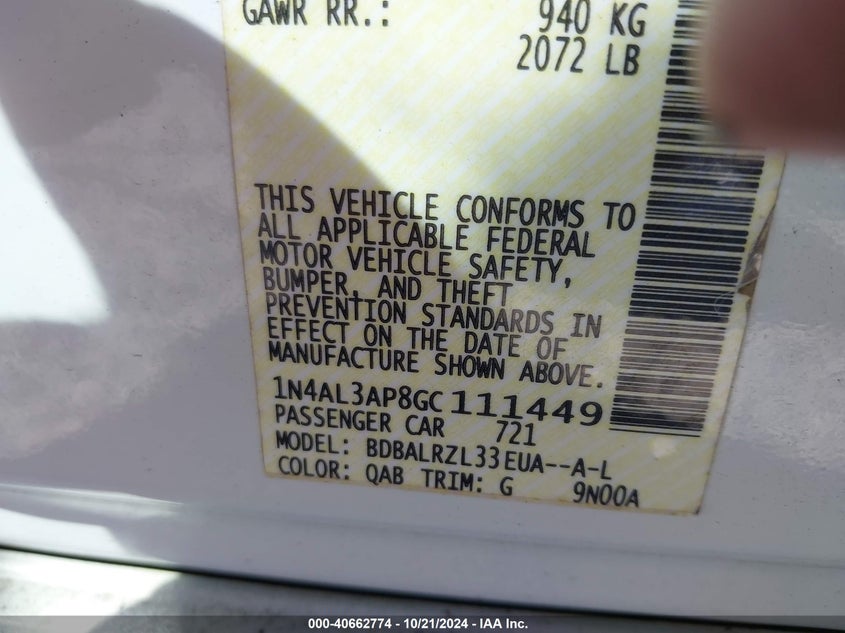 GAWR RR.: 940 KG
2072 LB
THIS VEHICLE CONFORMS TO
ALL APPLICABLE FEDERAL
MOTOR VEHICLE SAFETY,
BUMPER, AND THEFT
PREVENTION STANDARDS IN
EFFECT ON THE DATE OF
MANUFACTURE SHOWN ABOVE.
1N4AL3AP8GC111449
PASSENGER CAR 721
MODEL: BDBALRZL33EUA--A-L
COLOR: QAB TRIM: G 9N00A
000-40662774 - 10/21/2024 - IAA Inc.